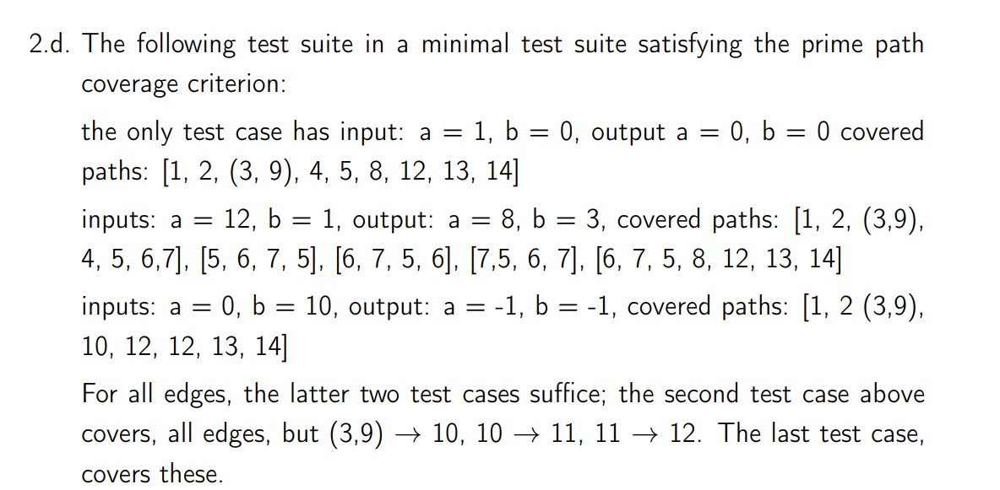 2.d. The following test suite in a minimal test suite satisfying the prime path
coverage criterion:
the only test case has input: a = 1, b = 0, output a = 0, b = 0 covered
paths: [1, 2, (3, 9), 4, 5, 8, 12, 13, 14]
inputs: a = 12, b = 1, output: a = 8, b = 3, covered paths: [1, 2, (3,9),
4, 5, 6,7], [5, 6, 7, 5], [6, 7, 5, 6], [7,5, 6, 7], [6, 7, 5, 8, 12, 13, 14]
inputs: a = 0, b = 10, output: a = -1, b = -1, covered paths: [1, 2 (3,9),
10, 12, 12, 13, 14]
For all edges, the latter two test cases suffice; the second test case above
covers, all edges, but (3,9) → 10, 10 → 11, 11 → 12. The last test case,
covers these.